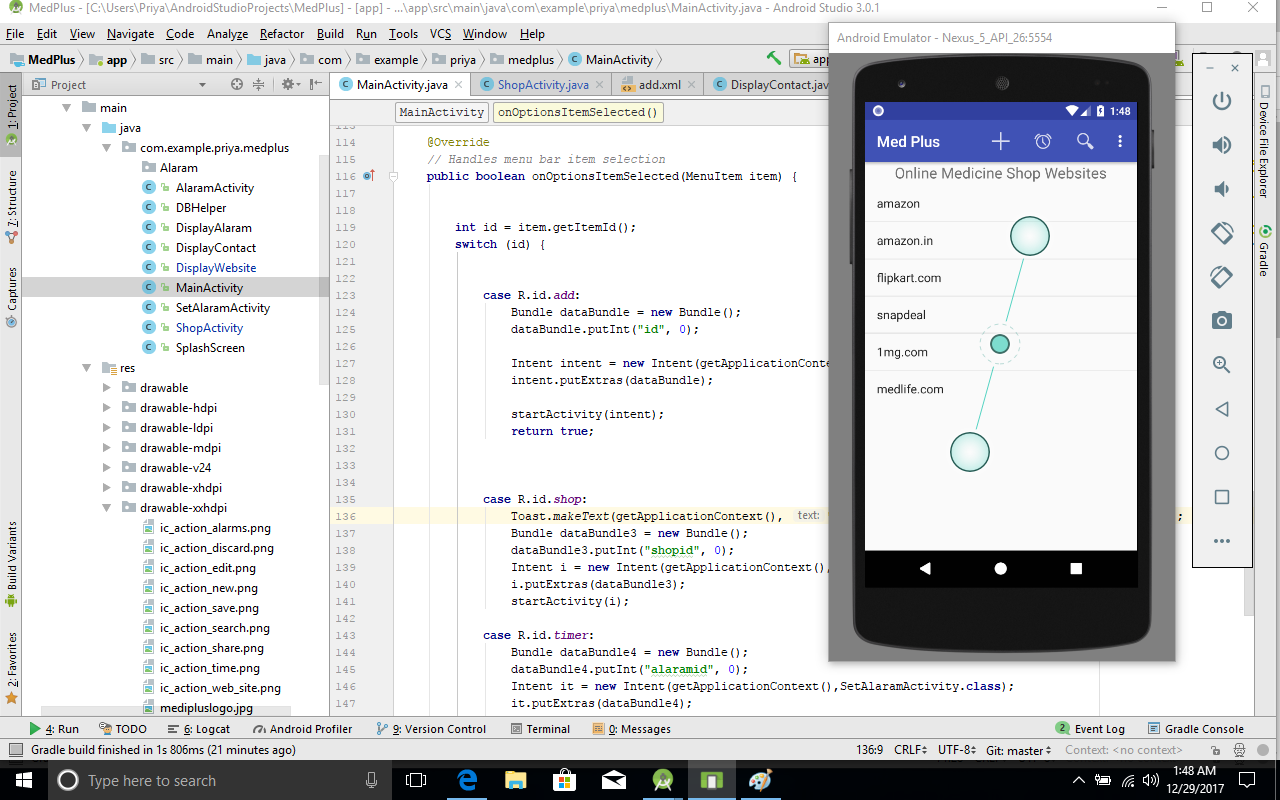 MedPlus - [C:\Users\Priya\AndroidStudioProjects\MedPlus] - [app] - ...\app\src\main\java\com\example\priya\medplus\MainActivity.java - Android Studio 3.0.1
File Edit View Navigate Code Analyze Refactor Build Run Tools VCS Window Help
MedPlus app src main java com example priya medplus MainActivity app
Project
MainActivity.java ShopActivity.java add.xml DisplayContact.jav
MainActivity onOptionsItemSelected()
1: Project
7: Structure
Captures
Build Variants
2: Favorites
main
java
com.example.priya.medplus
Alaram
AlaramActivity
DBHelper
DisplayAlaram
DisplayContact
DisplayWebsite
MainActivity
SetAlaramActivity
ShopActivity
SplashScreen
res
drawable
drawable-hdpi
drawable-ldpi
drawable-mdpi
drawable-v24
drawable-xhdpi
drawable-xxhdpi
ic_action_alarms.png
ic_action_discard.png
ic_action_edit.png
ic_action_new.png
ic_action_save.png
ic_action_search.png
ic_action_share.png
ic_action_time.png
ic_action_web_site.png
medipluslogo.jpg
114 @Override
115 // Handles menu bar item selection
116 public boolean onOptionsItemSelected(MenuItem item) {
117
118
119 int id = item.getItemId();
120 switch (id) {
121
122
123 case R.id.add:
124 Bundle dataBundle = new Bundle();
125 dataBundle.putInt("id", 0);
126
127 Intent intent = new Intent(getApplicationConte
128 intent.putExtras(dataBundle);
129
130 startActivity(intent);
131 return true;
132
133
134
135 case R.id.shop:
136 Toast.makeText(getApplicationContext(), text: ;
137 Bundle dataBundle3 = new Bundle();
138 dataBundle3.putInt("shopid", 0);
139 Intent i = new Intent(getApplicationContext(),
140 i.putExtras(dataBundle3);
141 startActivity(i);
142
143 case R.id.timer:
144 Bundle dataBundle4 = new Bundle();
145 dataBundle4.putInt("alaramid", 0);
146 Intent it = new Intent(getApplicationContext(),SetAlaramActivity.class);
147 it.putExtras(dataBundle4);
Android Emulator - Nexus_5_API_26:5554
1:48
Med Plus
Online Medicine Shop Websites
amazon
amazon.in
flipkart.com
snapdeal
1mg.com
medlife.com
Device File Explorer
Gradle
4: Run TODO 6: Logcat Android Profiler 9: Version Control Terminal 0: Messages 2 Event Log Gradle Console
Gradle build finished in 1s 806ms (21 minutes ago) 136:9 CRLF UTF-8 Git: master Context: <no context>
Type here to search
1:48 AM
12/29/2017